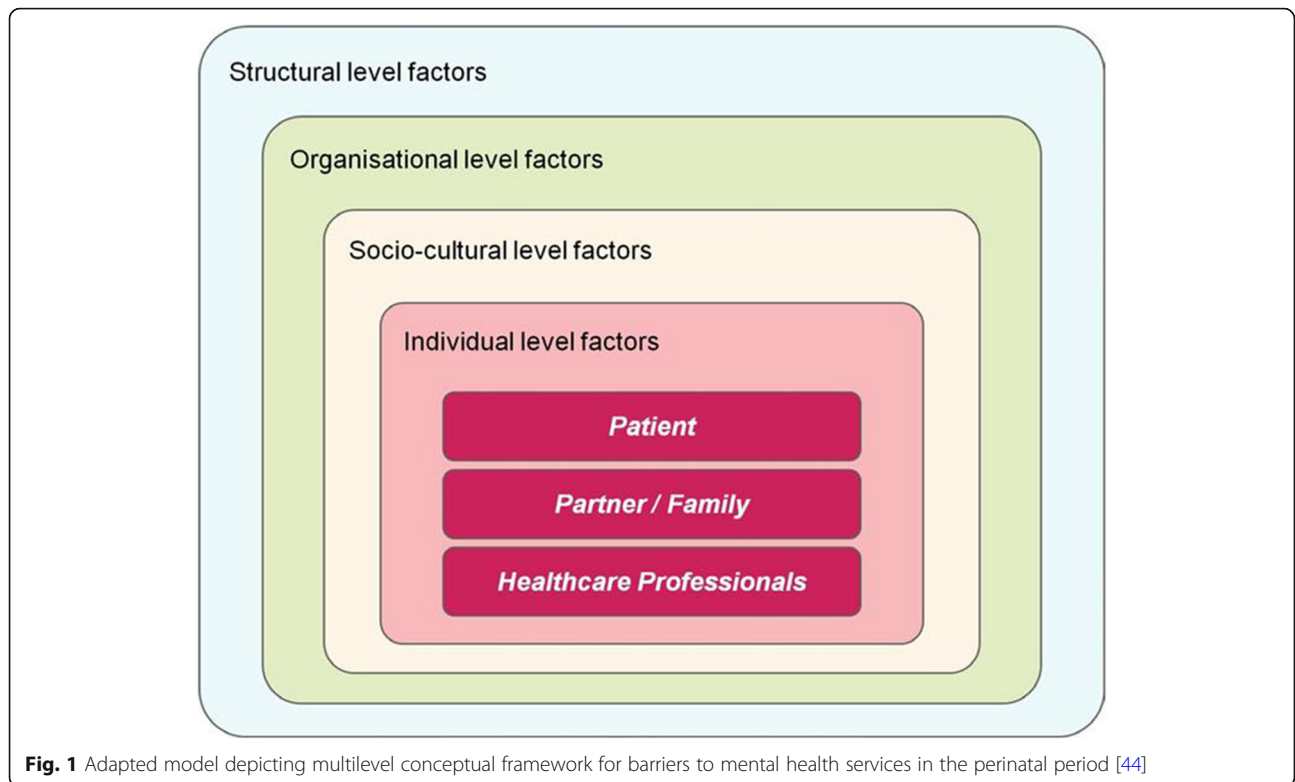 Structural level factors
Organisational level factors
Socio-cultural level factors
Individual level factors
Patient
Partner / Family
Healthcare Professionals
Fig. 1 Adapted model depicting multilevel conceptual framework for barriers to mental health services in the perinatal period [44]